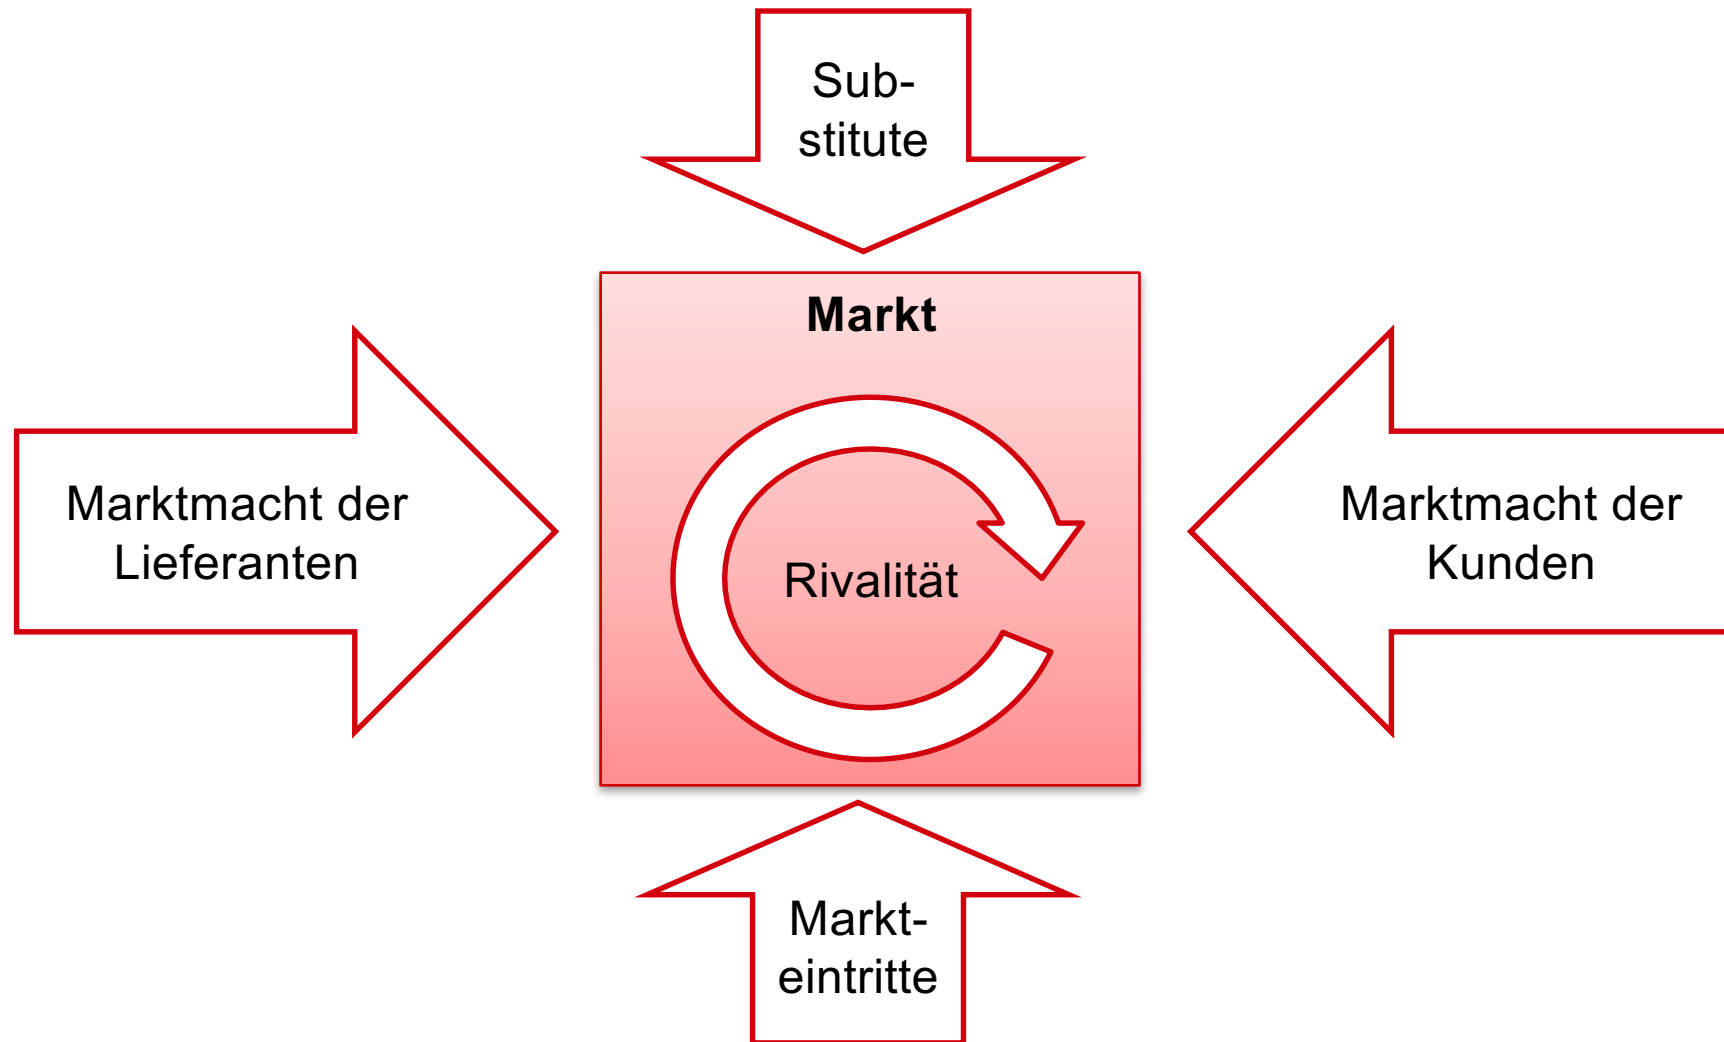 Sub-
stitute
Markt
Marktmacht der
Lieferanten
Rivalität
Marktmacht der
Kunden
Markt-
eintritte